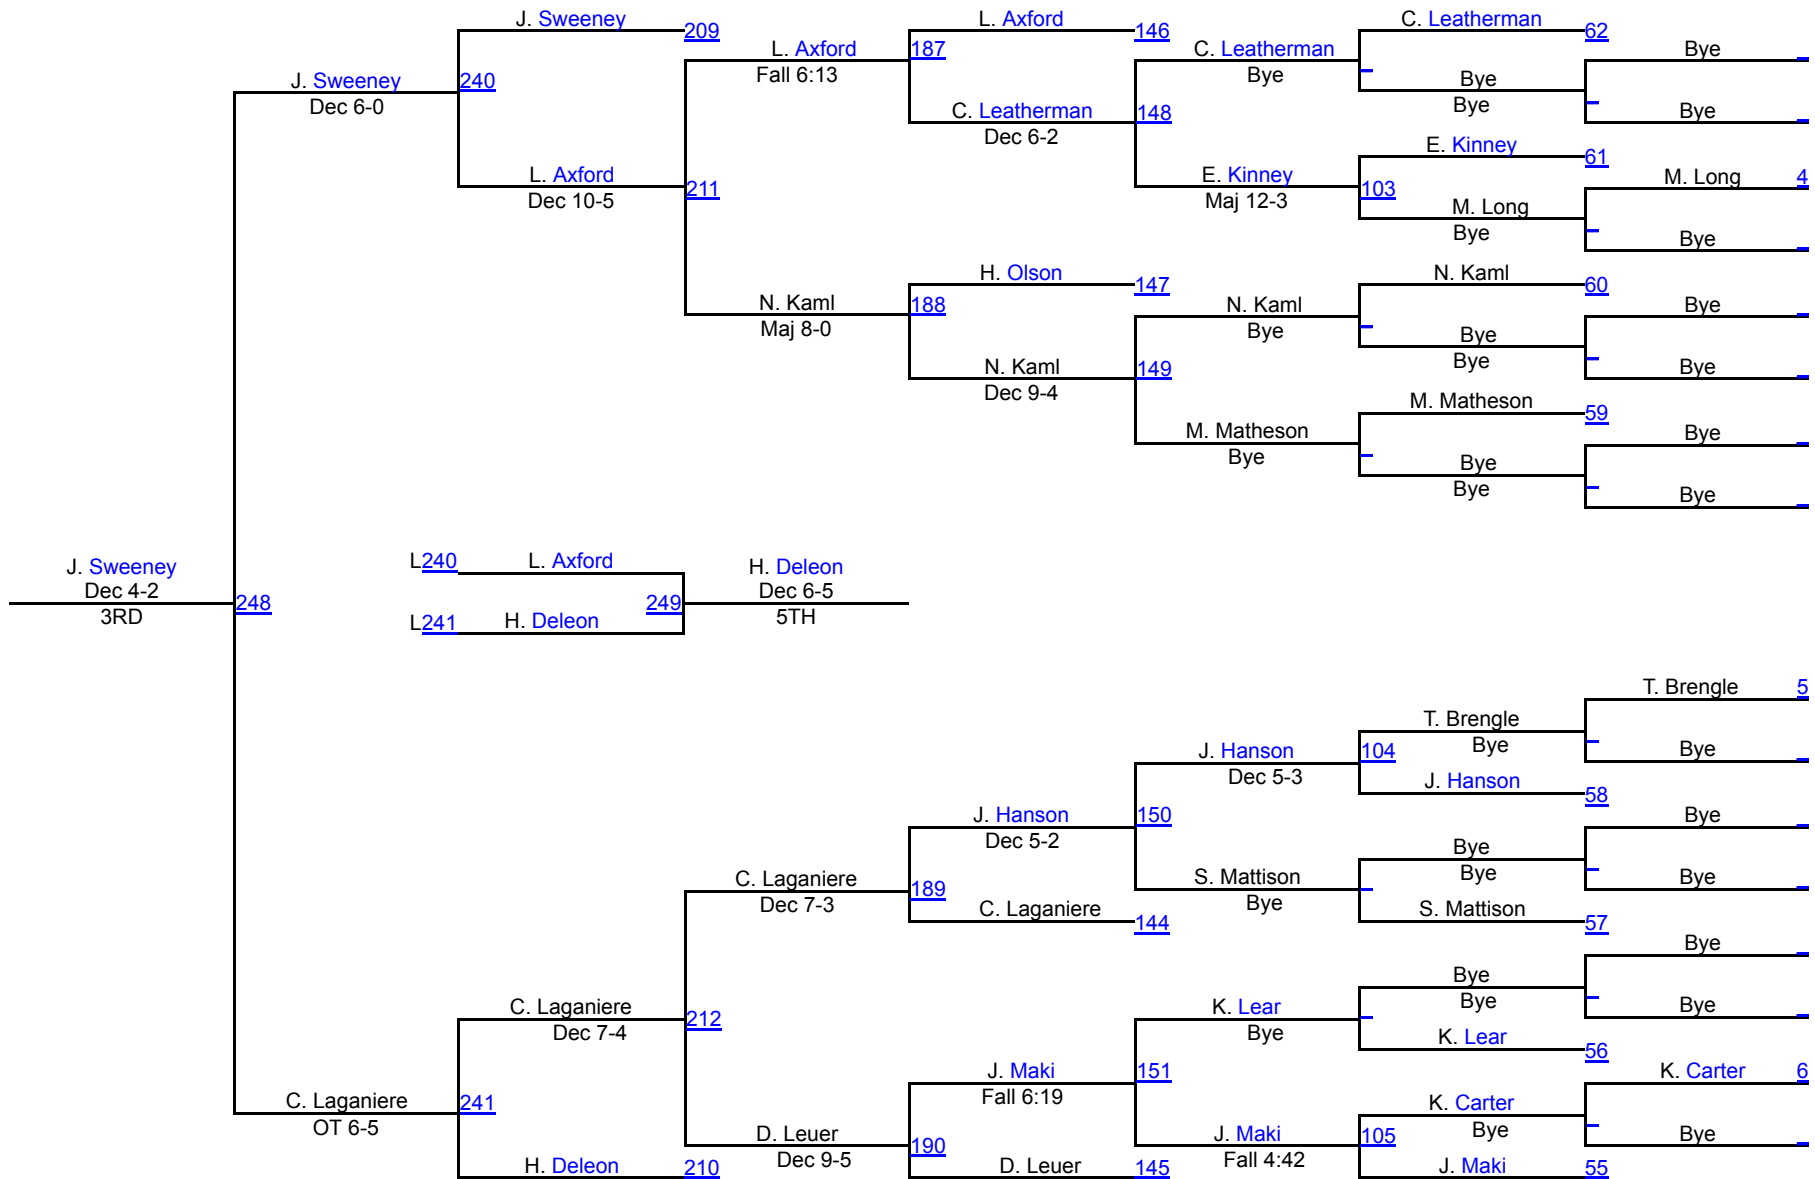 J. Sweeney
209
L. Axford
146
C. Leatherman
62
L. Axford
187
C. Leatherman
Bye
Fall 6:13
Bye
J. Sweeney
240
Bye
Dec 6-0
C. Leatherman
148
Bye
Bye
Dec 6-2
E. Kinney
61
L. Axford
211
E. Kinney
103
M. Long
4
Dec 10-5
Maj 12-3
M. Long
Bye
Bye
H. Olson
147
N. Kaml
60
N. Kaml
188
N. Kaml
Bye
Maj 8-0
Bye
Bye
N. Kaml
149
Bye
Bye
Dec 9-4
M. Matheson
59
M. Matheson
Bye
Bye
Bye
Bye
Bye
J. Sweeney
L240
L. Axford
H. Deleon
Dec 4-2
Dec 6-5
248
249
3RD
L241
H. Deleon
5TH
T. Brengle
5
T. Brengle
J. Hanson
104
Bye
Bye
Dec 5-3
J. Hanson
58
J. Hanson
150
Bye
Dec 5-2
Bye
C. Laganiere
189
S. Mattison
Bye
Bye
Dec 7-3
Bye
C. Laganiere
144
S. Mattison
57
Bye
Bye
C. Laganiere
212
K. Lear
Bye
Bye
Dec 7-4
Bye
K. Lear
56
J. Maki
151
K. Carter
6
Fall 6:19
C. Laganiere
241
K. Carter
OT 6-5
D. Leuer
190
J. Maki
105
Bye
Bye
Dec 9-5
Fall 4:42
H. Deleon
210
D. Leuer
145
J. Maki
55